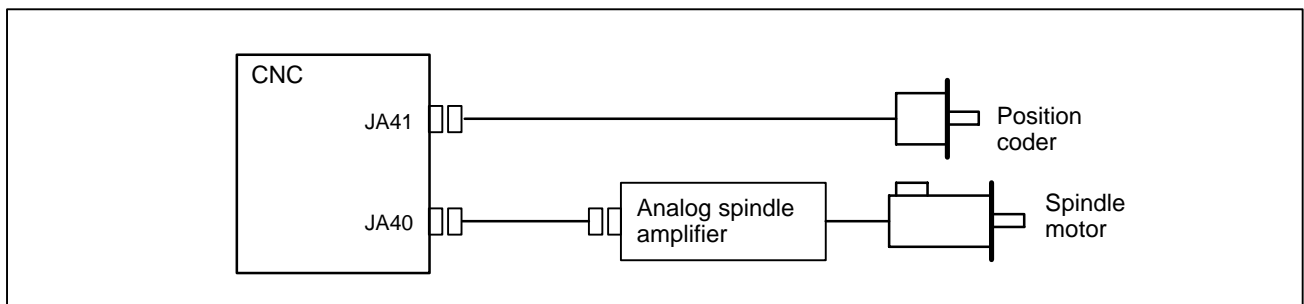 CNC
JA41
Position
coder
JA40
Analog spindle
amplifier
Spindle
motor